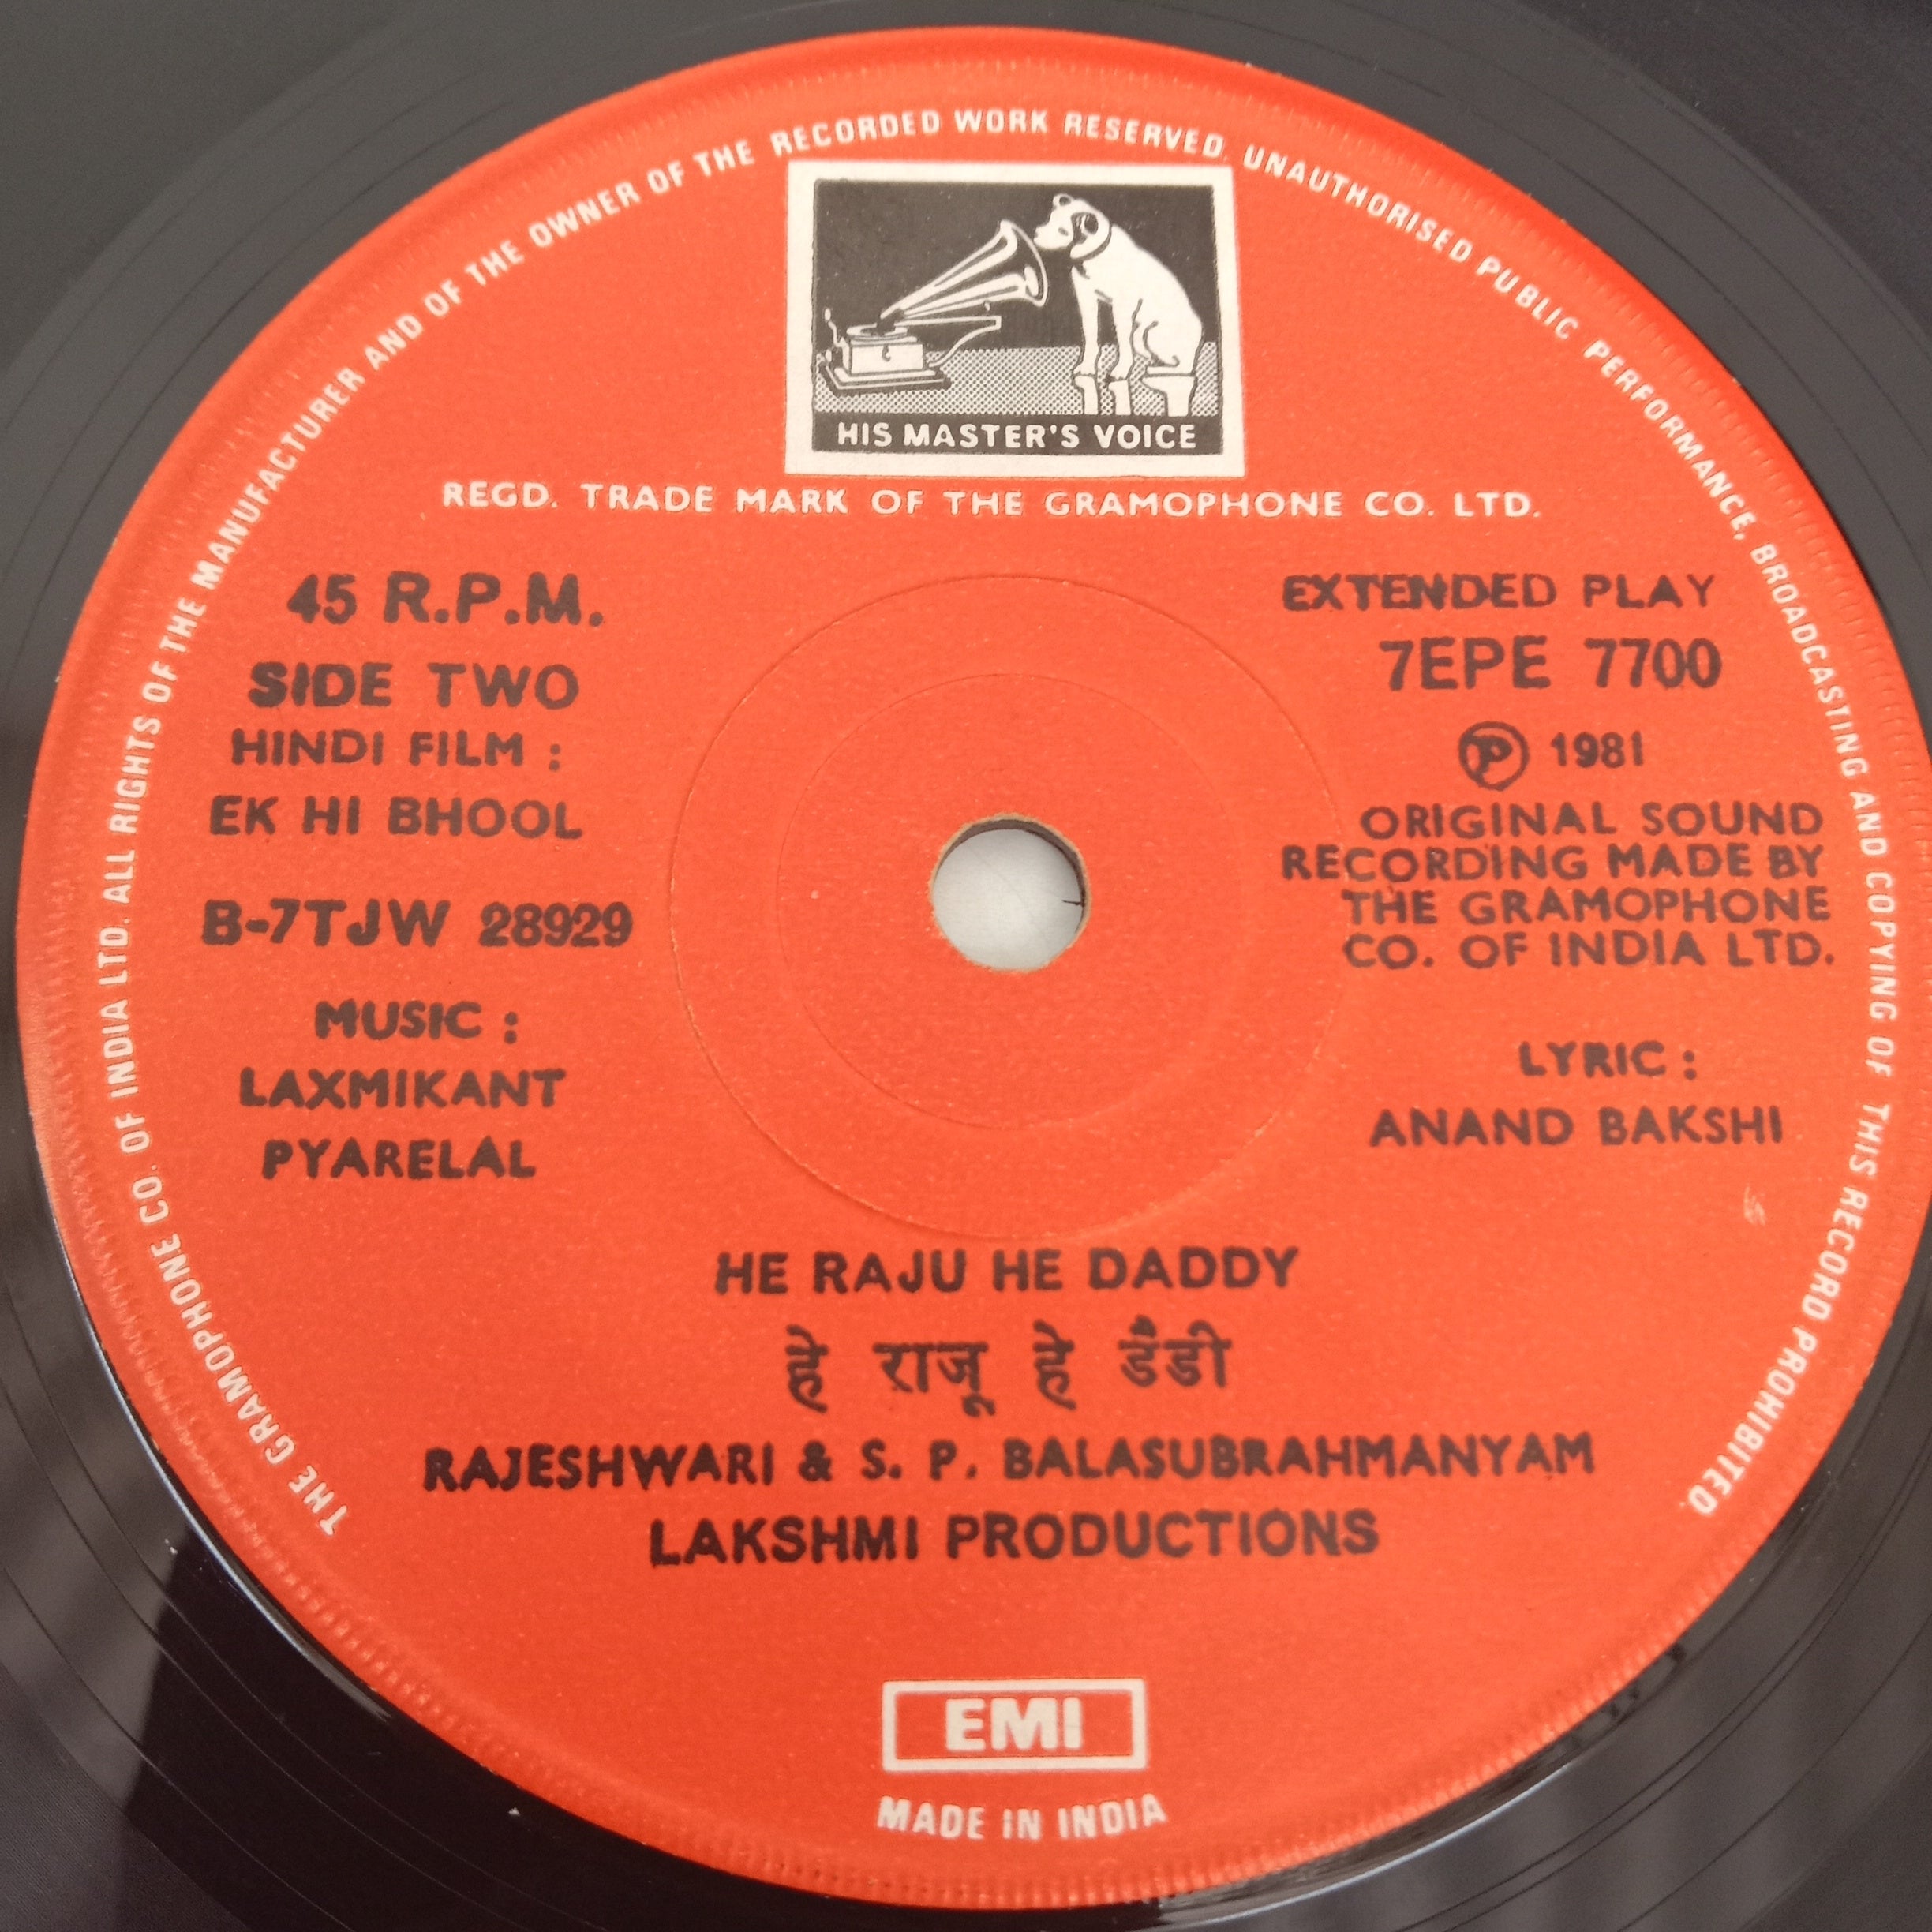 THE GRAMOPHONE CO. OF INDIA LTD. ALL RIGHTS OF THE MANUFACTURER AND OF THE OWNER OF THE RECORDED WORK RESERVED. UNAUTHORISED PUBLIC PERFORMANCE, BROADCASTING AND COPYING OF THIS RECORD PROHIBITED.
HIS MASTER'S VOICE
REGD. TRADE MARK OF THE GRAMOPHONE CO. LTD.
45 R.P.M.
SIDE TWO
HINDI FILM :
EK HI BHOOL
B-7TJW 28929
MUSIC :
LAXMIKANT
PYARELAL
EXTENDED PLAY
7EPE 7700
Ⓟ 1981
ORIGINAL SOUND
RECORDING MADE BY
THE GRAMOPHONE
CO. OF INDIA LTD.
LYRIC :
ANAND BAKSHI
HE RAJU HE DADDY
हे राजू हे डैडी
RAJESHWARI & S. P. BALASUBRAHMANYAM
LAKSHMI PRODUCTIONS
EMI
MADE IN INDIA